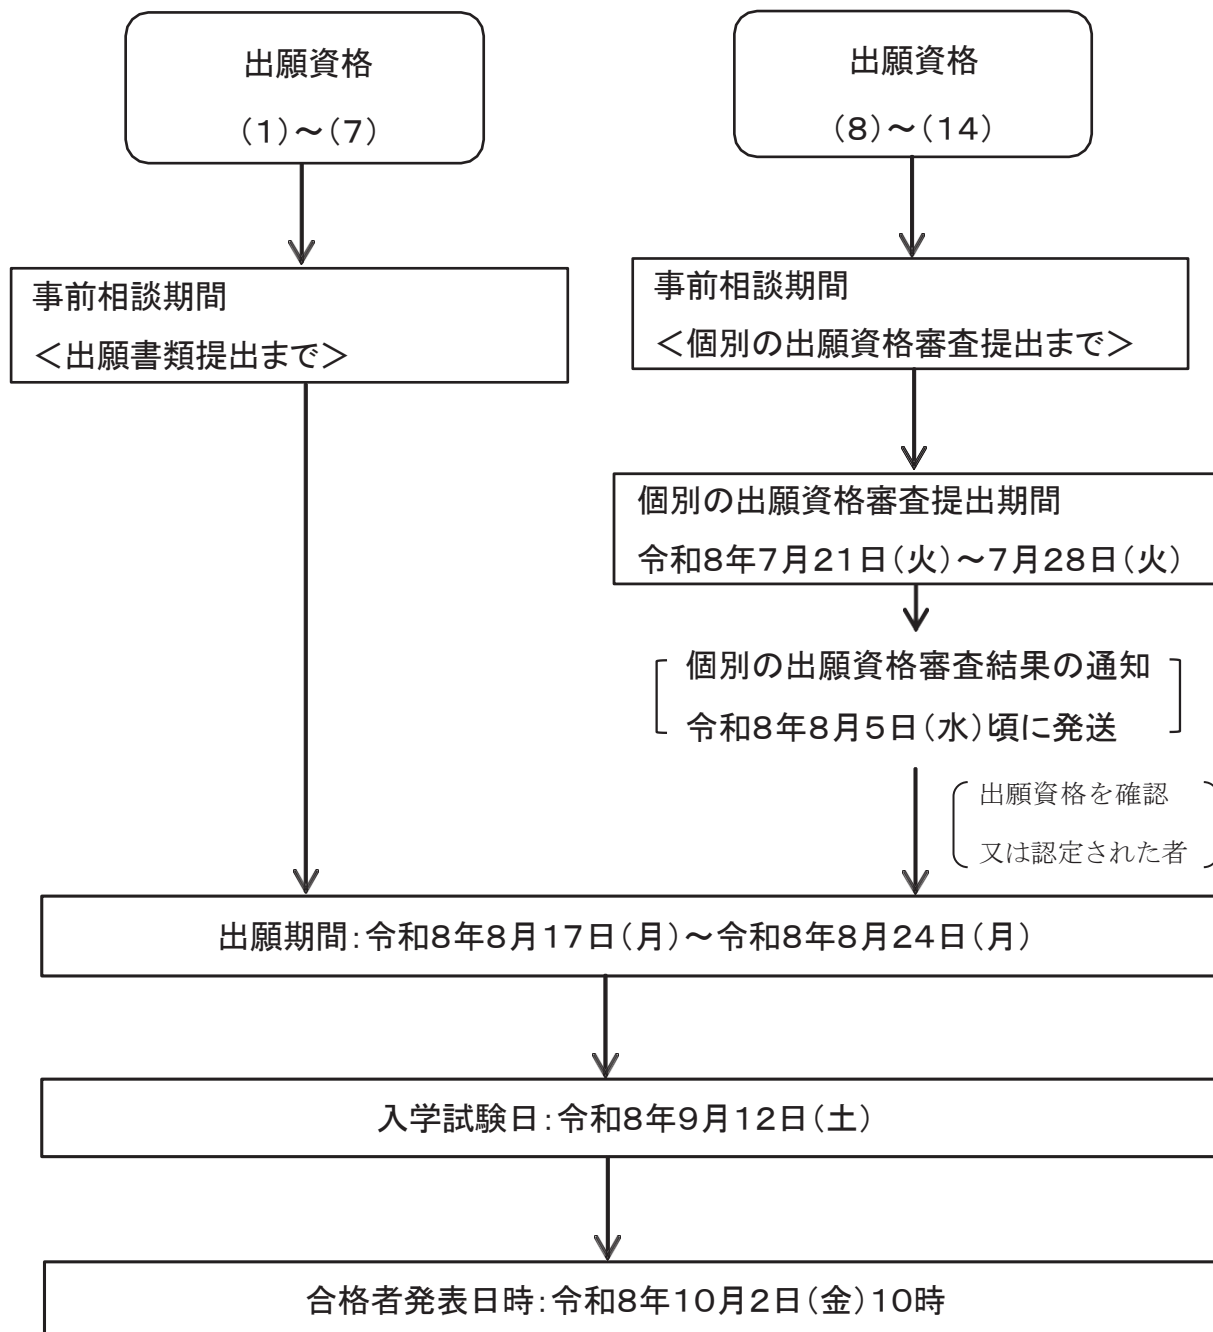 出願資格
(1)～(7)
出願資格
(8)～(14)
事前相談期間
＜出願書類提出まで＞
事前相談期間
＜個別の出願資格審査提出まで＞
個別の出願資格審査提出期間
令和8年7月21日(火)～7月28日(火)
個別の出願資格審査結果の通知
令和8年8月5日(水)頃に発送
出願資格を確認
又は認定された者
出願期間:令和8年8月17日(月)～令和8年8月24日(月)
入学試験日:令和8年9月12日(土)
合格者発表日時:令和8年10月2日(金)10時